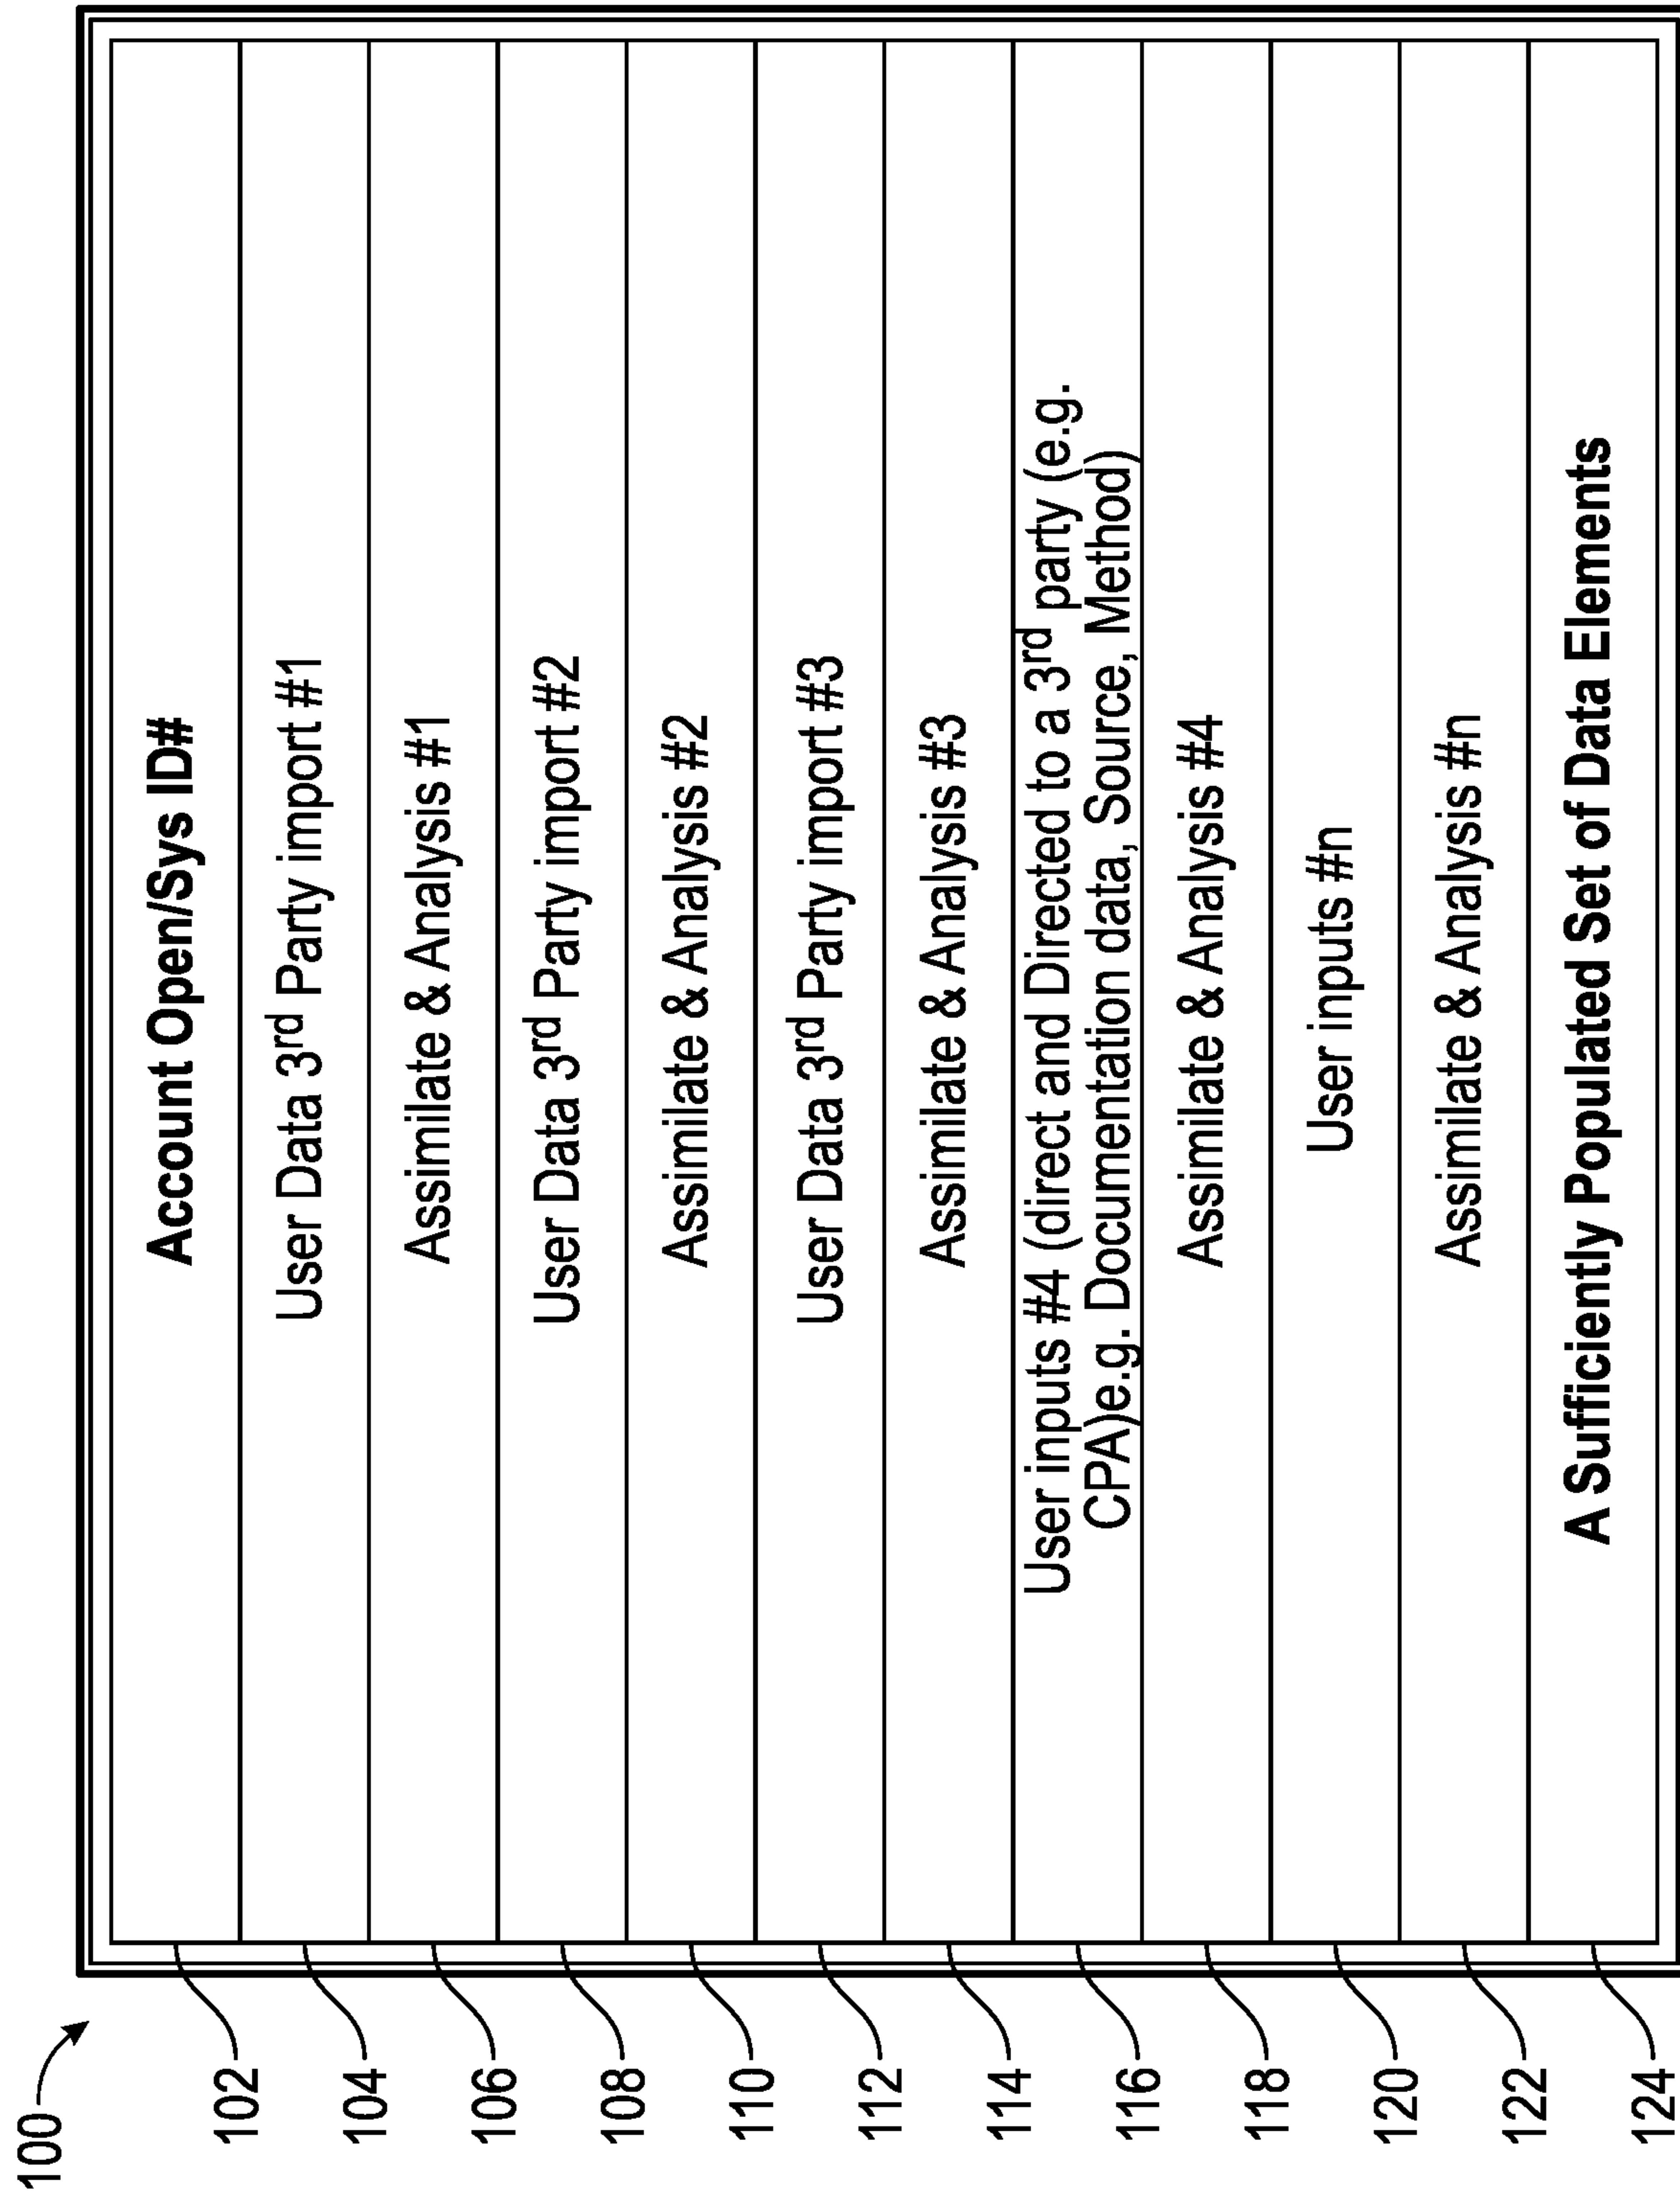 100
102
Account Open/Sys ID#
104
User Data 3rd Party import #1
106
Assimilate & Analysis #1
108
User Data 3rd Party import #2
110
Assimilate & Analysis #2
112
User Data 3rd Party import #3
114
Assimilate & Analysis #3
116
User inputs #4 (direct and Directed to a 3rd party (e.g.
CPA)e.g. Documentation data, Source, Method)
118
Assimilate & Analysis #4
120
User inputs #n
122
Assimilate & Analysis #n
124
A Sufficiently Populated Set of Data Elements